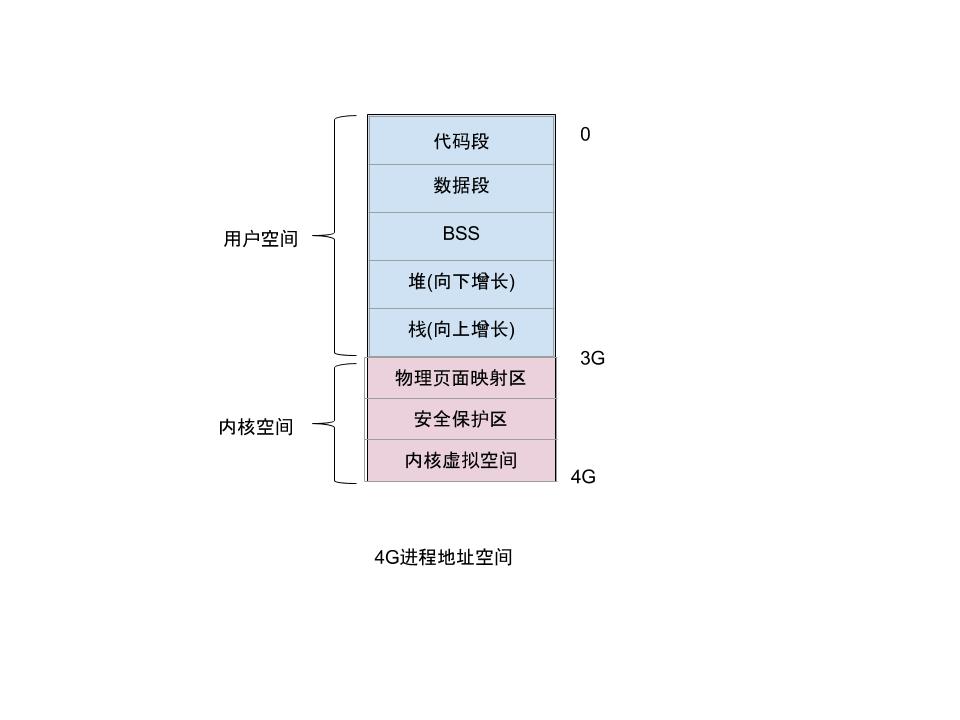 代码段
0
数据段
用户空间
BSS
堆(向下增长)
栈(向上增长)
3G
物理页面映射区
内核空间
安全保护区
内核虚拟空间
4G
4G进程地址空间